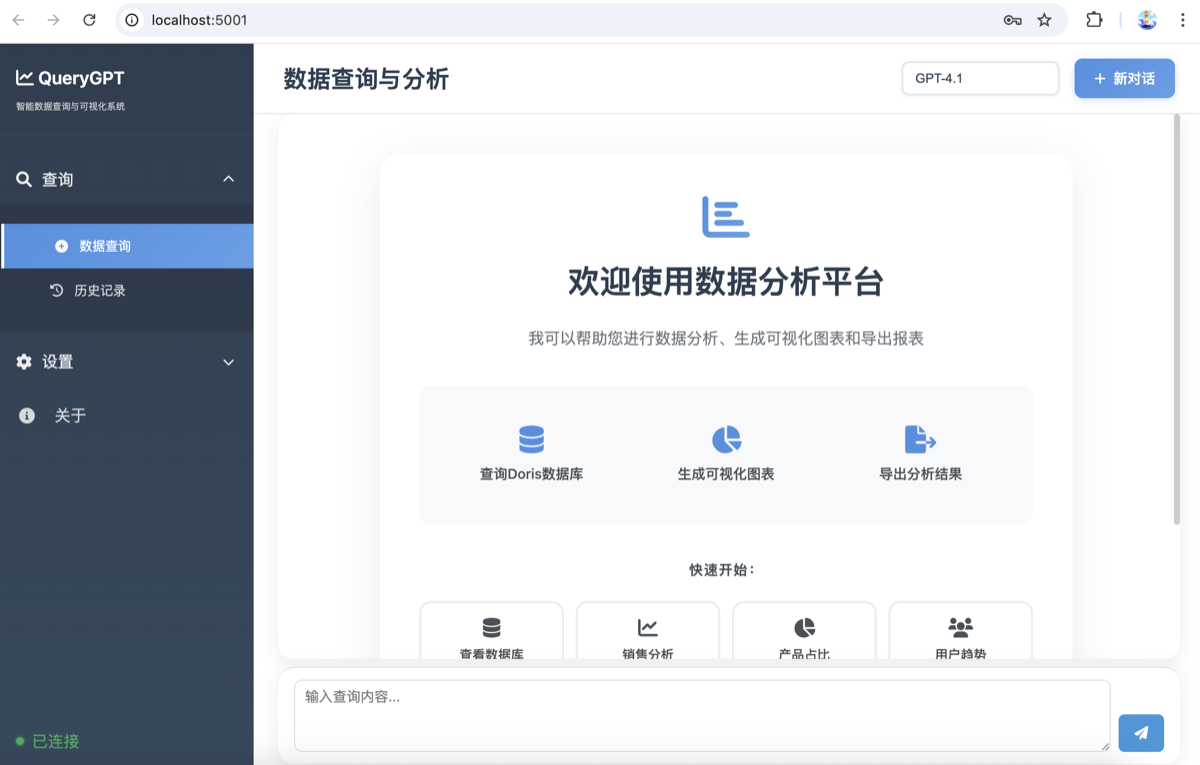 localhost:5001
QueryGPT
智能数据查询与可视化系统
查询
数据查询
历史记录
设置
关于
已连接
数据查询与分析
GPT-4.1
+ 新对话
欢迎使用数据分析平台
我可以帮助您进行数据分析、生成可视化图表和导出报表
查询Doris数据库
生成可视化图表
导出分析结果
快速开始：
查看数据库
销售分析
产品占比
用户趋势
输入查询内容...